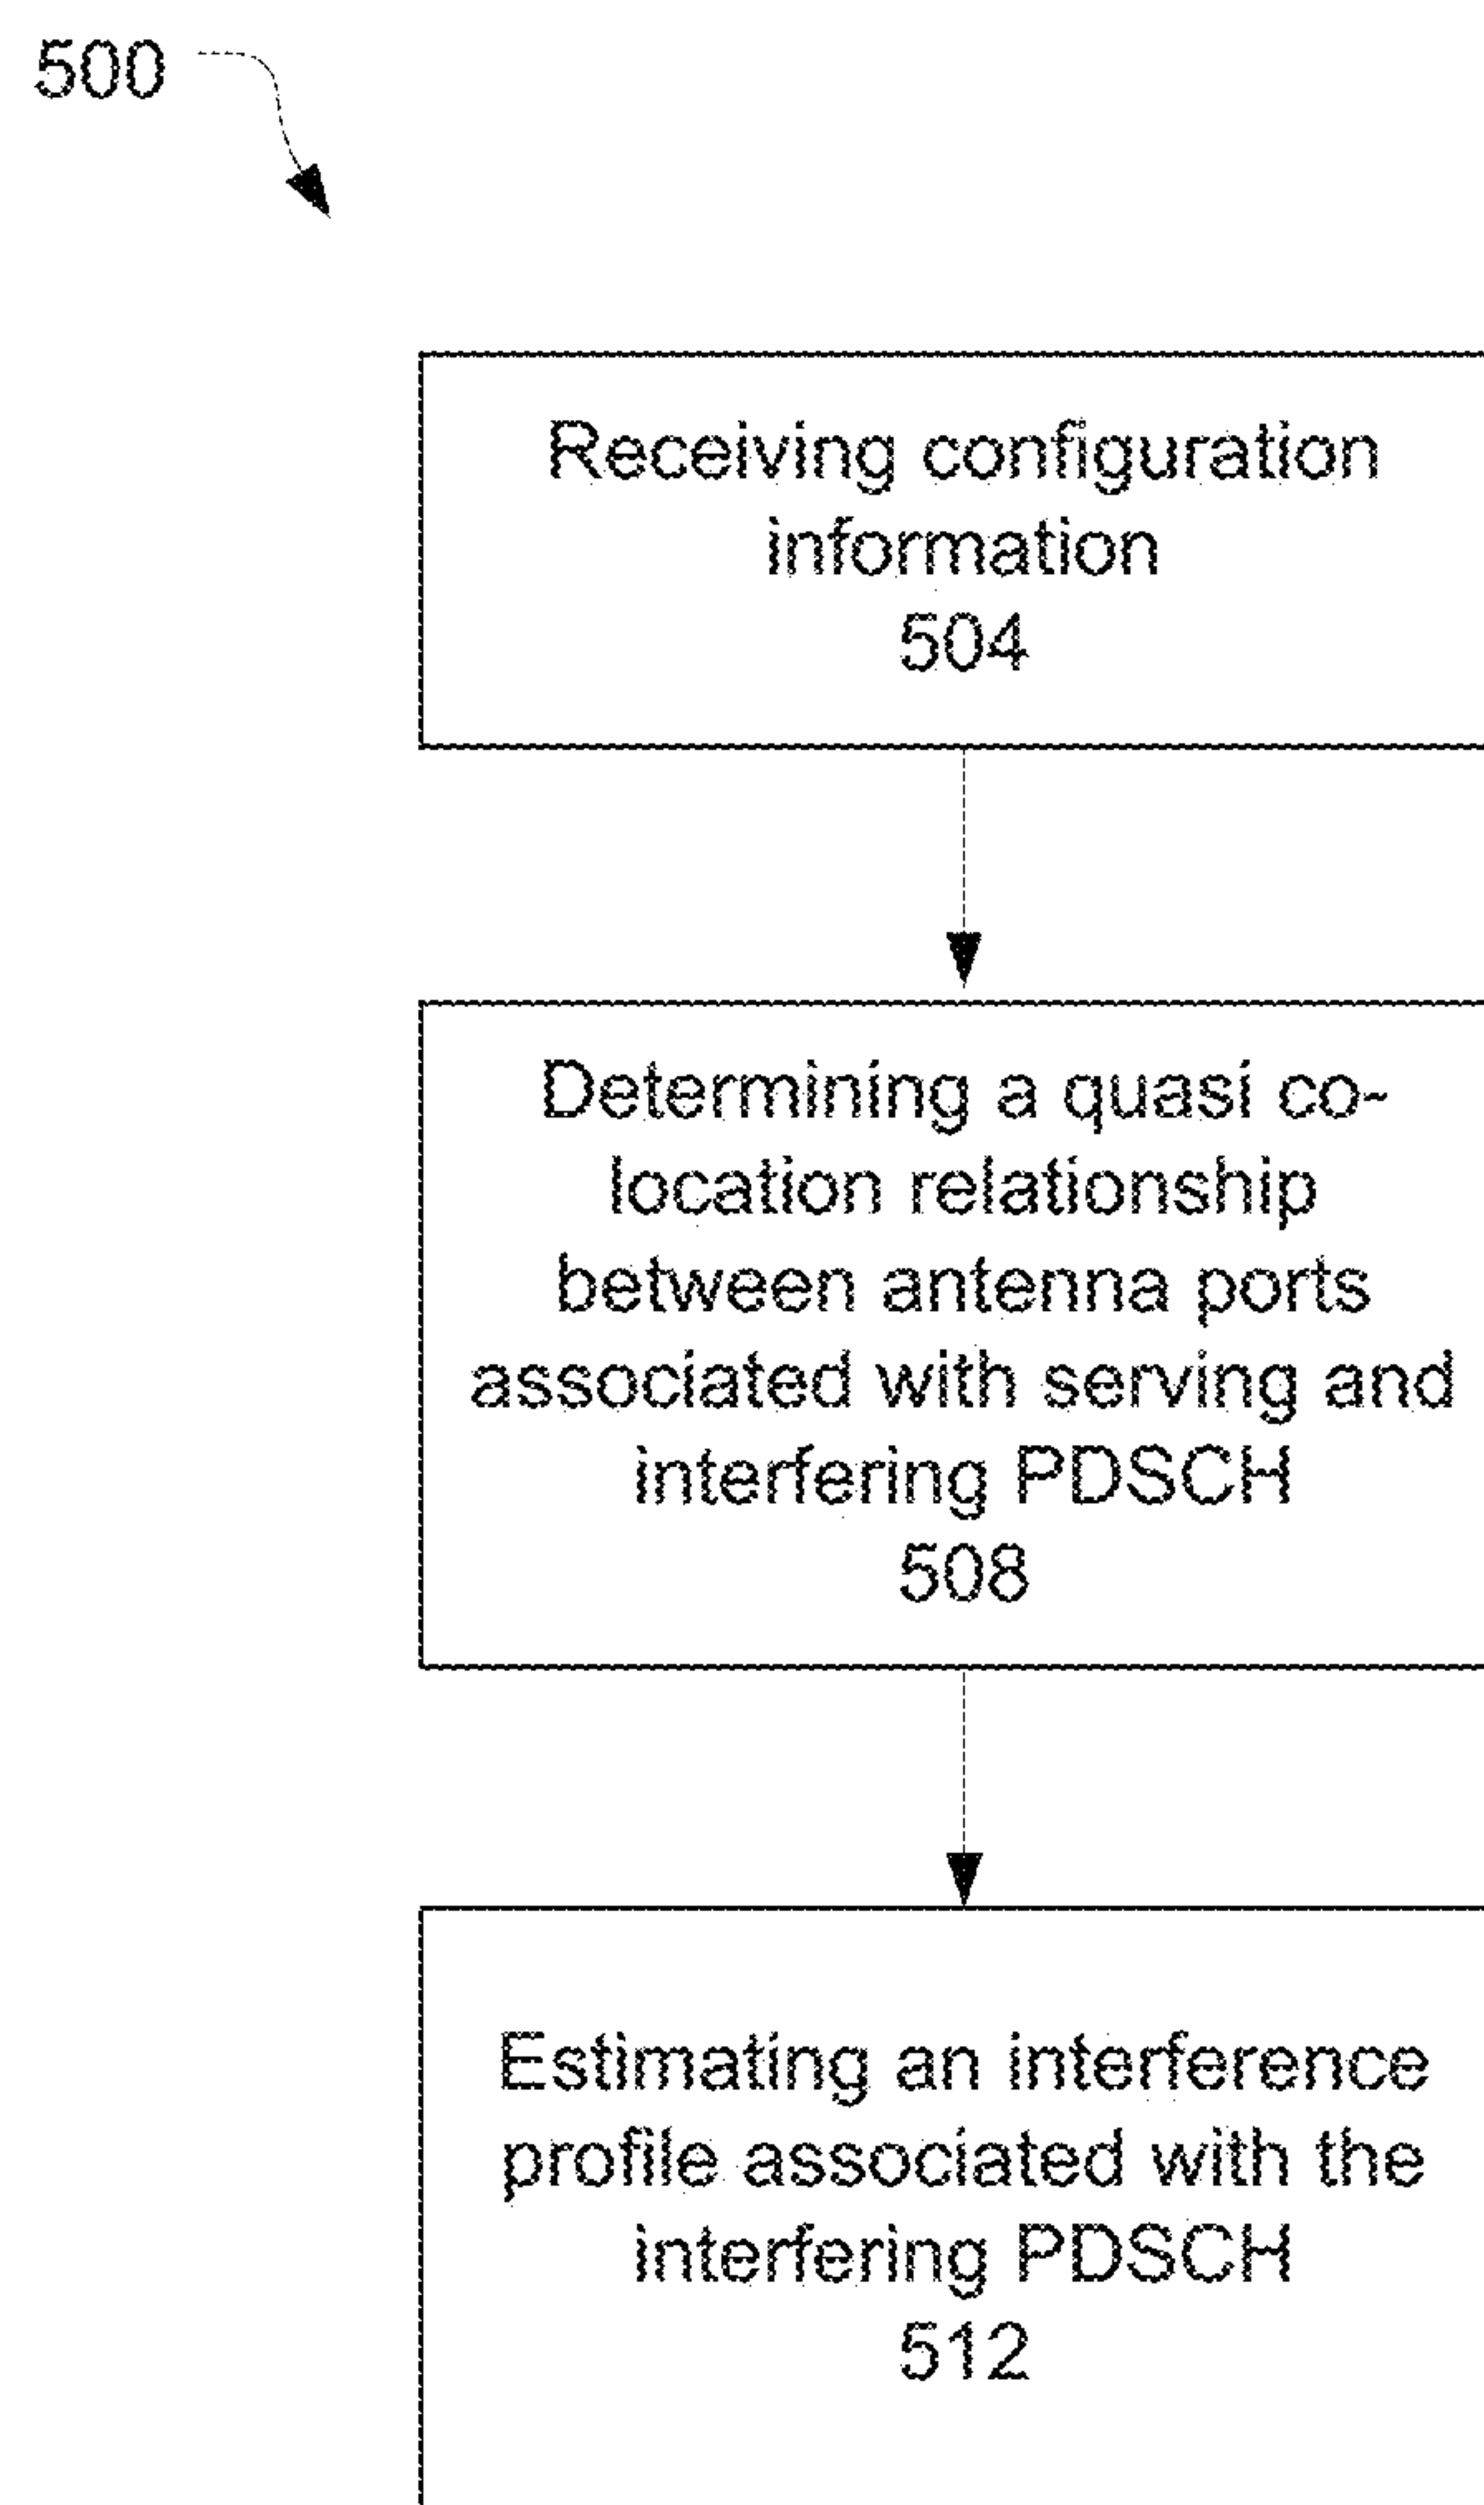 500
Receiving configuration
information
504
Determining a quasi co-
location relationship
between antenna ports
associated with serving and
interfering PDSCH
508
Estimating an interference
profile associated with the
interfering PDSCH
512